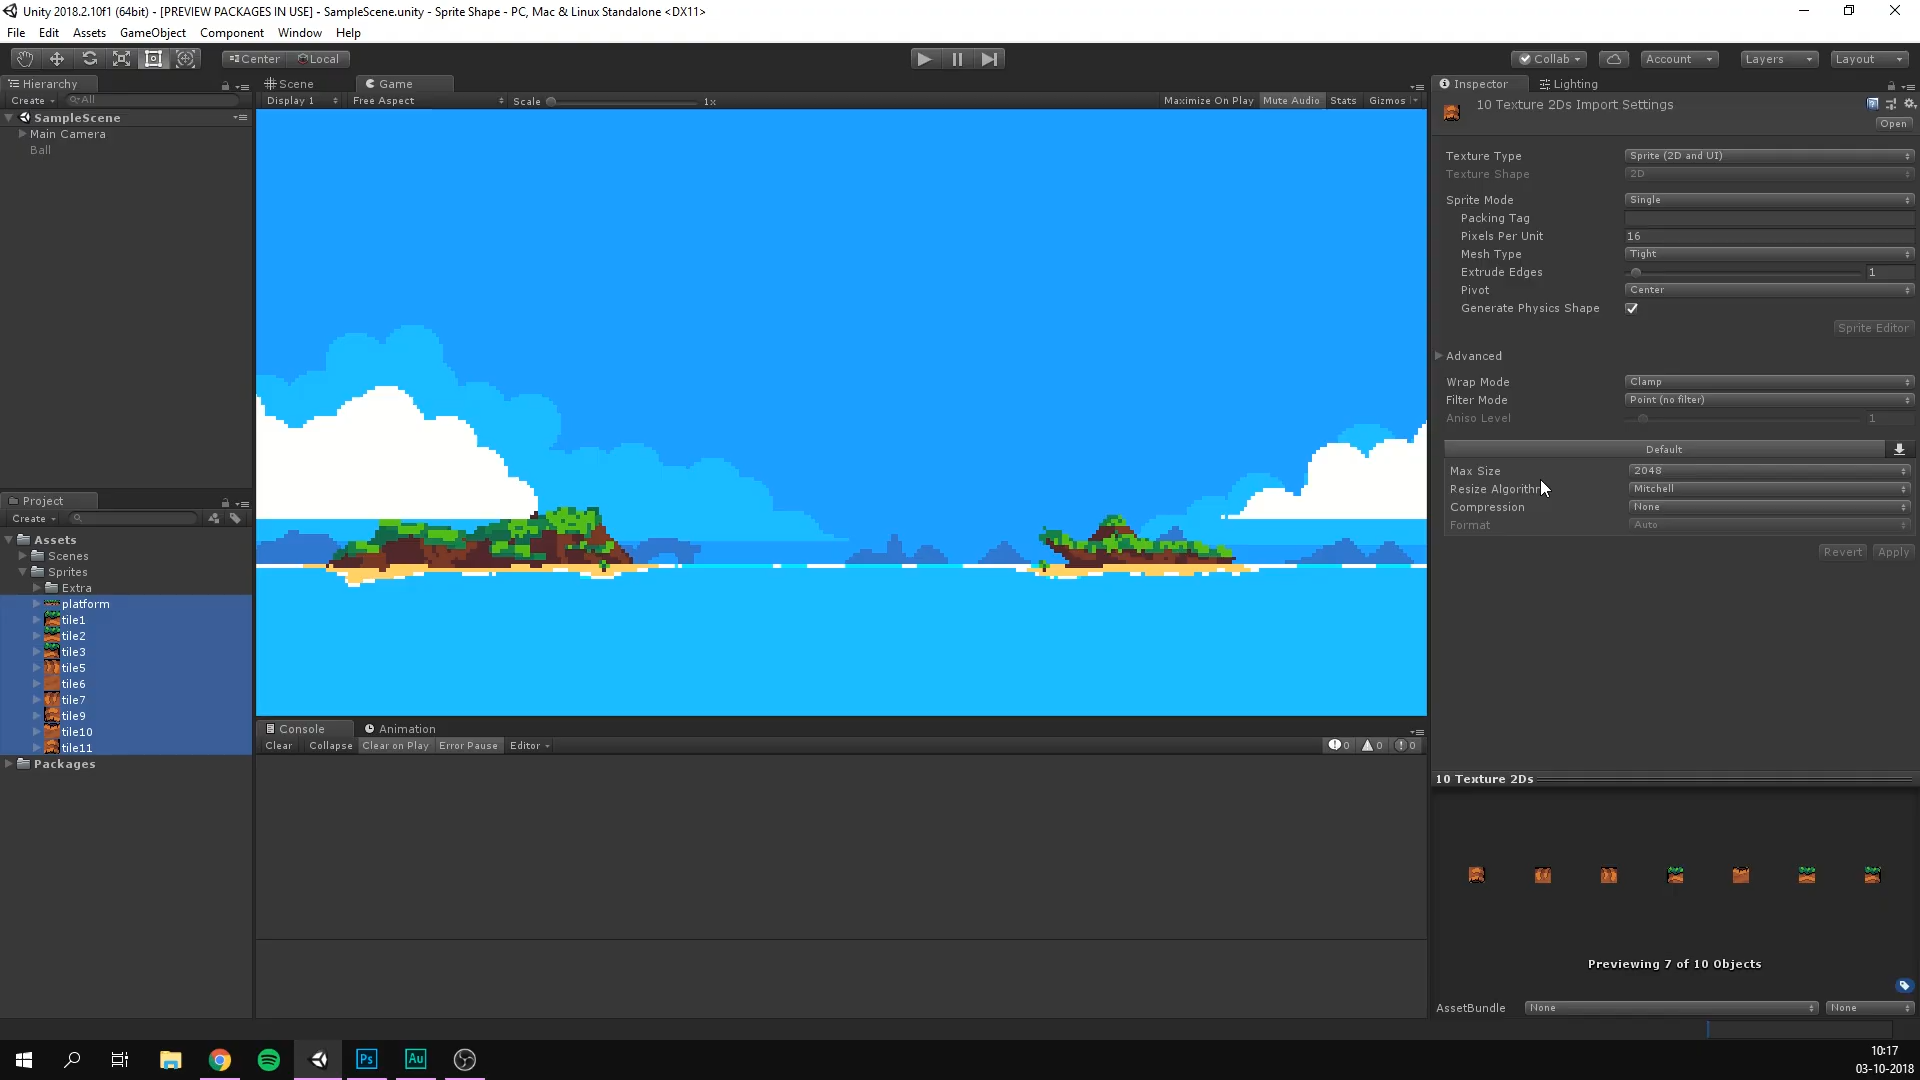 Unity 2018.2.10f1 (64bit) - [PREVIEW PACKAGES IN USE] - SampleScene.unity - Sprite Shape - PC, Mac & Linux Standalone <DX11>
File Edit Assets GameObject Component Window Help
Center Local Collab Account Layers Layout
Hierarchy
Create All
SampleScene
Main Camera
Ball
Scene Game
Display 1 Free Aspect Scale 1x Maximize On Play Mute Audio Stats Gizmos
Project
Create
Assets
Scenes
Sprites
Extra
platform
tile1
tile2
tile3
tile5
tile6
tile7
tile9
tile10
tile11
Packages
Console Animation
Clear Collapse Clear on Play Error Pause Editor 0 0 0
Inspector Lighting
10 Texture 2Ds Import Settings
Open
Texture Type Sprite (2D and UI)
Texture Shape 2D
Sprite Mode Single
Packing Tag
Pixels Per Unit 16
Mesh Type Tight
Extrude Edges 1
Pivot Center
Generate Physics Shape
Sprite Editor
Advanced
Wrap Mode Clamp
Filter Mode Point (no filter)
Aniso Level 1
Default
Max Size 2048
Resize Algorithm Mitchell
Compression None
Format Auto
Revert Apply
10 Texture 2Ds
Previewing 7 of 10 Objects
AssetBundle None None
Ps Au
10:17
03-10-2018